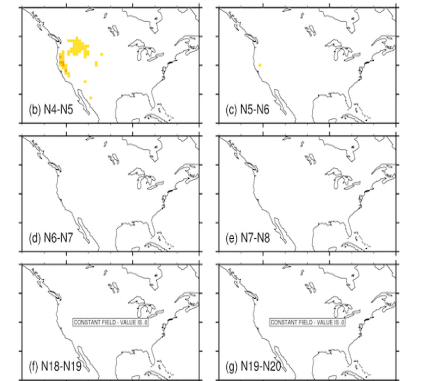 (b) N4-N5
(c) N5-N6
(d) N6-N7
(e) N7-N8
CONSTANT FIELD - VALUE IS .0
(f) N18-N19
CONSTANT FIELD - VALUE IS .0
(g) N19-N20